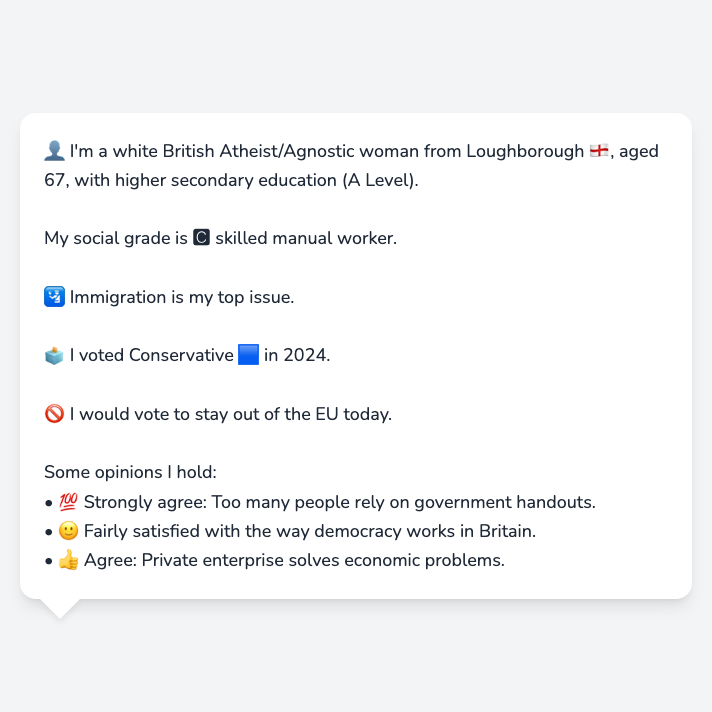 👤 I'm a white British Atheist/Agnostic woman from Loughborough 🏴󠁧󠁢󠁥󠁮󠁧󠁿, aged
67, with higher secondary education (A Level).
My social grade is 🅲 skilled manual worker.
🛂 Immigration is my top issue.
🗳️ I voted Conservative 🟦 in 2024.
🚫 I would vote to stay out of the EU today.
Some opinions I hold:
• 💯 Strongly agree: Too many people rely on government handouts.
• 🙂 Fairly satisfied with the way democracy works in Britain.
• 👍 Agree: Private enterprise solves economic problems.